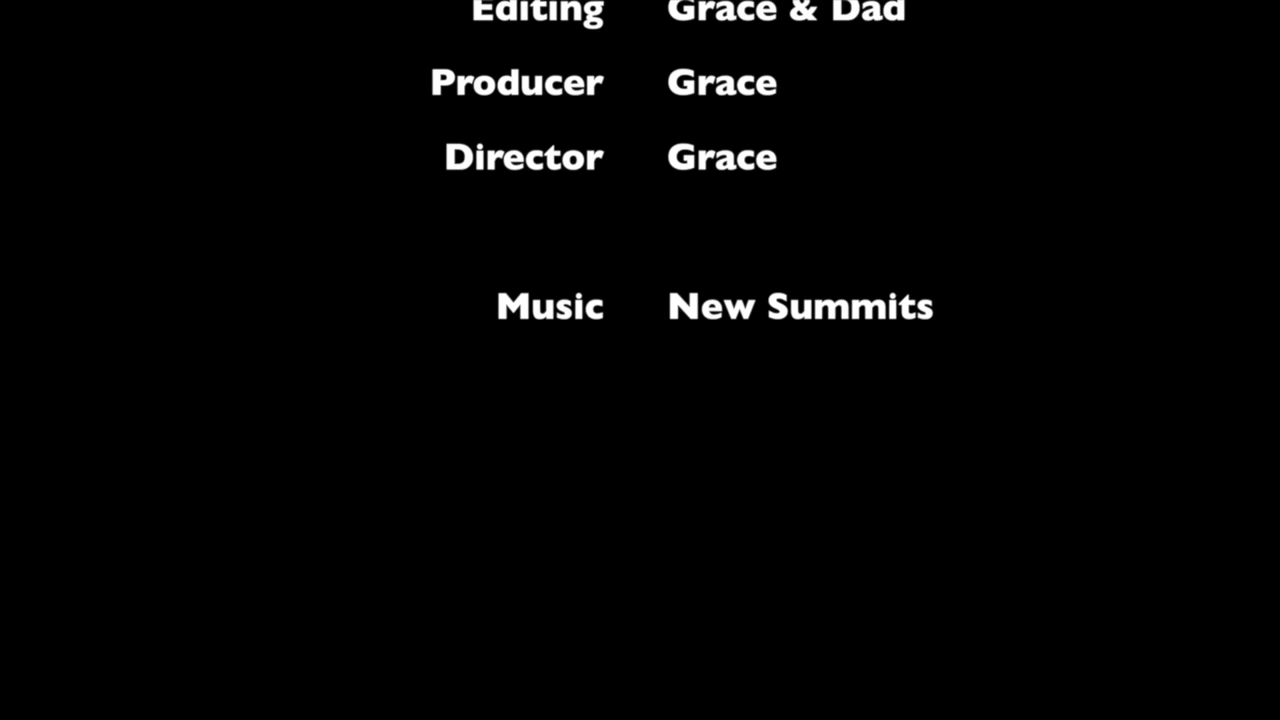 Editing Grace & Dad
Producer Grace
Director Grace
Music New Summits